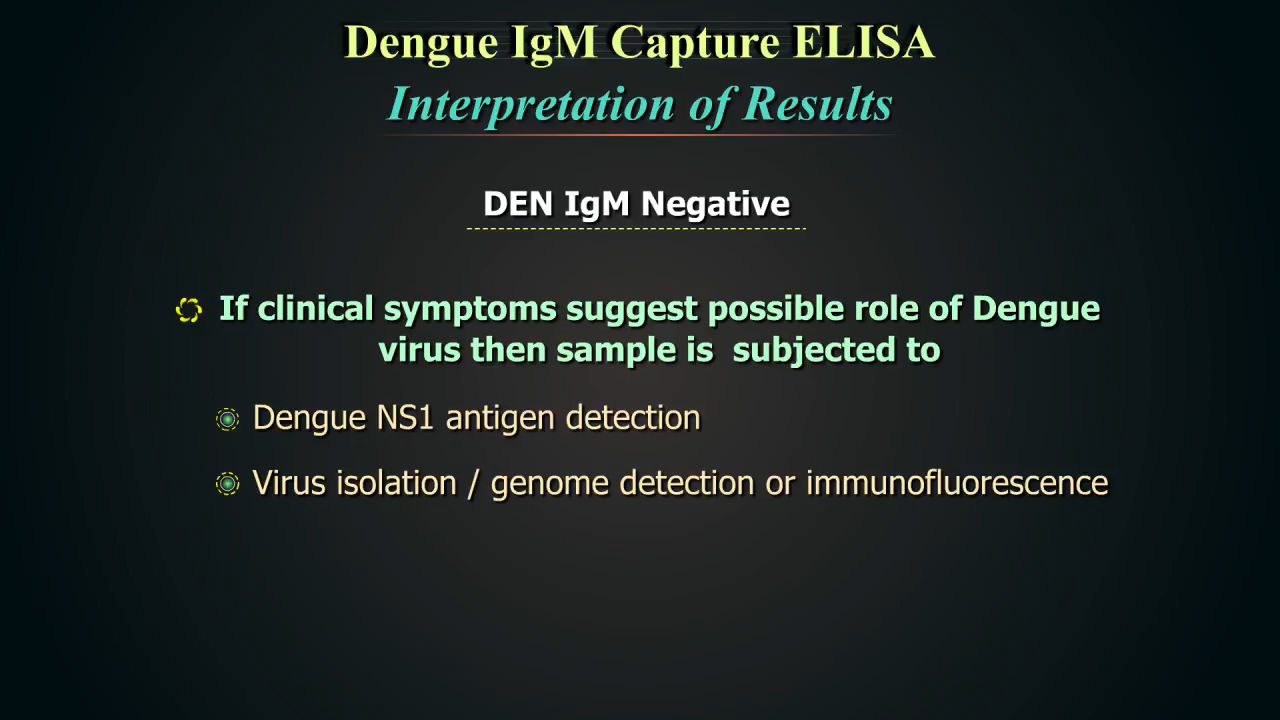 Dengue IgM Capture ELISA
Interpretation of Results
DEN IgM Negative
If clinical symptoms suggest possible role of Dengue
virus then sample is subjected to
Dengue NS1 antigen detection
Virus isolation / genome detection or immunofluorescence